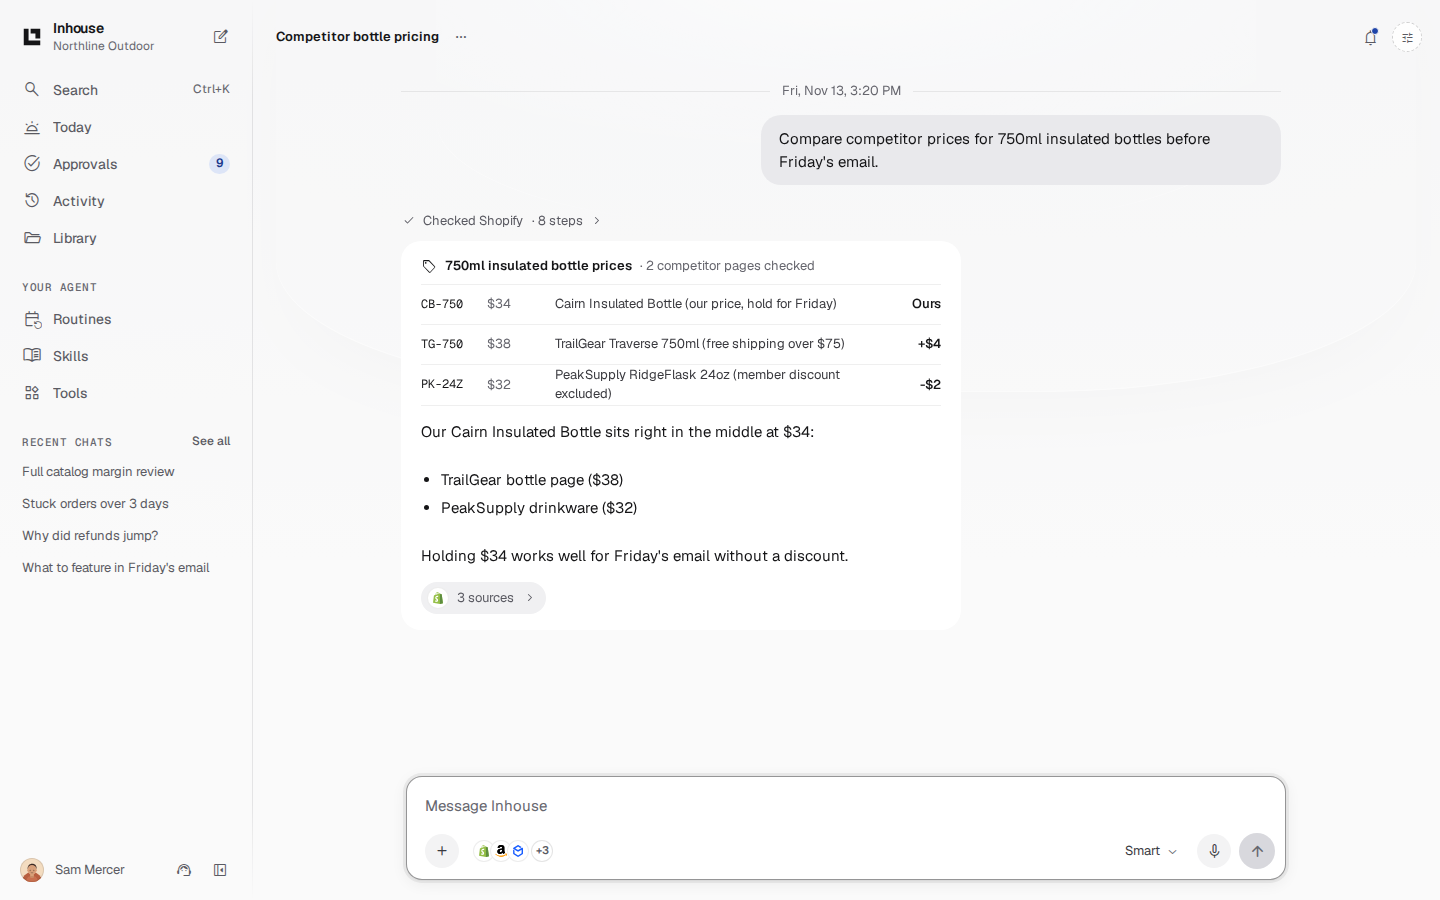 Inhouse
Northline Outdoor
Search Ctrl+K
Today
Approvals 9
Activity
Library
YOUR AGENT
Routines
Skills
Tools
RECENT CHATS See all
Full catalog margin review
Stuck orders over 3 days
Why did refunds jump?
What to feature in Friday's email
Sam Mercer
Competitor bottle pricing ···
Fri, Nov 13, 3:20 PM
Compare competitor prices for 750ml insulated bottles before
Friday's email.
Checked Shopify · 8 steps
750ml insulated bottle prices · 2 competitor pages checked
CB-750 $34 Cairn Insulated Bottle (our price, hold for Friday) Ours
TG-750 $38 TrailGear Traverse 750ml (free shipping over $75) +$4
PK-24Z $32 PeakSupply RidgeFlask 24oz (member discount
excluded) -$2
Our Cairn Insulated Bottle sits right in the middle at $34:
• TrailGear bottle page ($38)
• PeakSupply drinkware ($32)
Holding $34 works well for Friday's email without a discount.
3 sources
Message Inhouse
+3 Smart